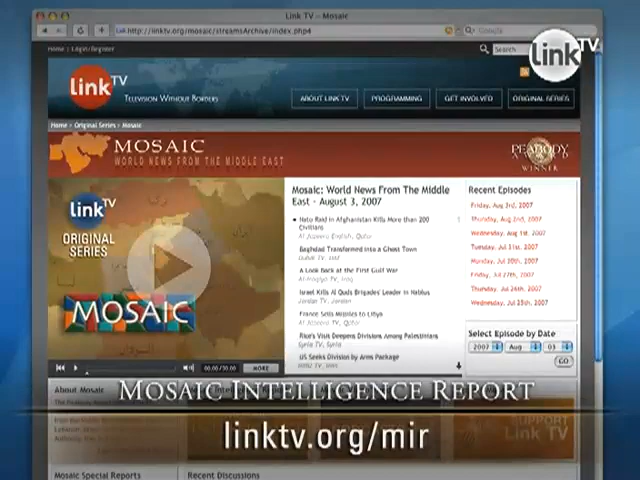 Link TV - Mosaic
http://linktv.org/mosaic/streamsArchive/index.php4
Google
Home | Login/Register
Search
link TV
link TV
TELEVISION WITHOUT BORDERS
ABOUT LINK TV
PROGRAMMING
GET INVOLVED
ORIGINAL SERIES
Home > Original Series > Mosaic
MOSAIC
WORLD NEWS FROM THE MIDDLE EAST
PEABODY
AWARD
WINNER
link TV
ORIGINAL
SERIES
MOSAIC
00:00/00:00
MORE
Mosaic: World News From The Middle
East - August 3, 2007
Nato Raid in Afghanistan Kills More than 200
Civilians
Al Jazeera English, Qatar
Baghdad Transformed into a Ghost Town
Dubai TV, UAE
A Look Back at the First Gulf War
Al-Iraqiya TV, Iraq
Israel Kills Al Quds Brigades' Leader in Nablus
Jordan TV, Jordan
France Sells Missiles to Libya
Al Jazeera TV, Qatar
Rice's Visit Deepens Divisions Among Palestinians
Syria TV, Syria
US Seeks Division by Arms Package
Recent Episodes
Friday, Aug 3rd, 2007
Thursday, Aug 2nd, 2007
Wednesday, Aug 1st, 2007
Tuesday, Jul 31st, 2007
Monday, Jul 30th, 2007
Friday, Jul 27th, 2007
Thursday, Jul 26th, 2007
Wednesday, Jul 25th, 2007
Select Episode by Date
2007
Aug
03
GO
About Mosaic
MOSAIC INTELLIGENCE REPORT
linktv.org/mir
SUPPORT
Link TV
Mosaic Special Reports
Recent Discussions